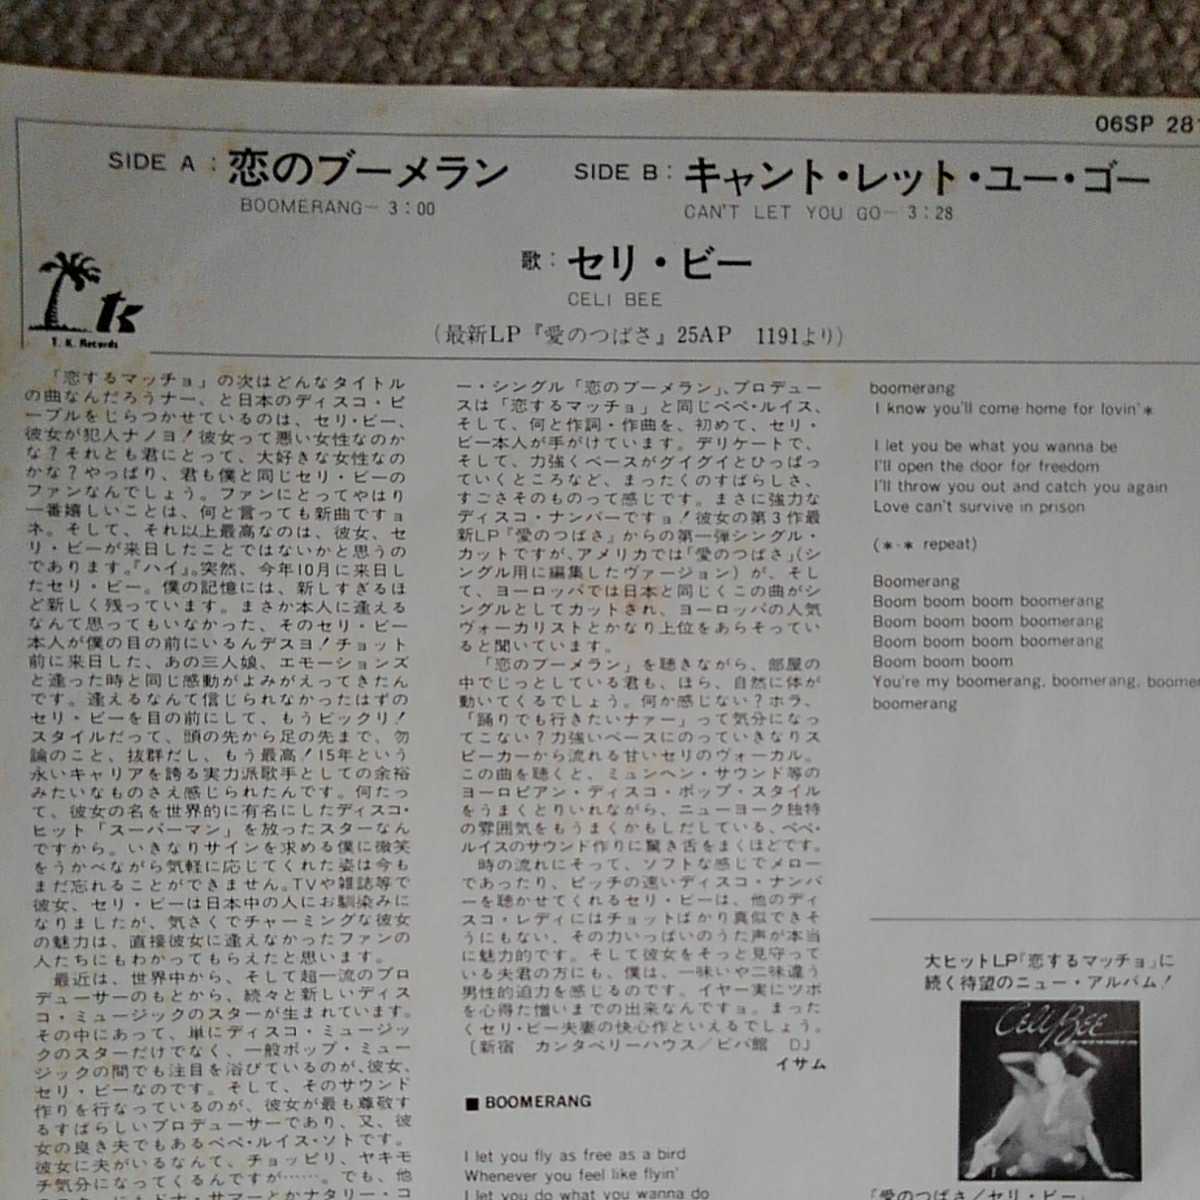 06SP 281
SIDE A : 恋のブーメラン
BOOMERANG— 3:00
SIDE B : キャント・レット・ユー・ゴー
CAN'T LET YOU GO— 3:28
歌: セリ・ビー
CELI BEE
(最新LP『愛のつばさ』25AP 1191より)
tk
T. K. Records
「恋するマッチョ」の次はどんなタイトル
の曲なんだろうナー、と日本のディスコ・ピ
ープルをじらつかせているのは、セリ・ビー、
彼女が犯人ナノヨ!彼女って悪い女性なのか
な?それとも君にとって、大好きな女性なの
かな?やっぱり、君も僕と同じセリ・ビーの
ファンなんでしょう。ファンにとってやはり
一番嬉しいことは、何と言っても新曲ですョ
ネ。そして、それ以上最高なのは、彼女、セ
リ・ビーが来日したことではないかと思うの
であります。『ハイ』。突然、今年10月に来日し
たセリ・ビー。僕の記憶には、新しすぎるほ
ど新しく残っています。まさか本人に逢える
なんて思ってもいなかった、そのセリ・ビー
本人が僕の目の前にいるんデスヨ!チョット
前に来日した、あの三人娘、エモーションズ
と逢った時と同じ感動がよみがえってきたん
です。逢えるなんて信じられなかったはずの
セリ・ビーを目の前にして、もうビックリ!
スタイルだって、頭の先から足の先まで、勿
論のこと、抜群だし、もう最高!15年という
永いキャリアを誇る実力派歌手としての余裕
みたいなものさえ感じられたんです。何たっ
て、彼女の名を世界的に有名にしたディスコ・
ヒット「スーパーマン」を放ったスターなん
ですから。いきなりサインを求める僕に微笑
をうかべながら気軽に応じてくれた姿は今も
まだ忘れることができません。TVや雑誌等で
彼女、セリ・ビーは日本中の人にお馴染みに
なりましたが、気さくでチャーミングな彼女
の魅力は、直接彼女に逢えなかったファンの
人たちにもわかってもらえたと思います。
最近は、世界中から、そして超一流のプロ
デューサーのもとから、続々と新しいディス
コ・ミュージックのスターが生まれています。
その中にあって、単にディスコ・ミュージッ
クのスターだけでなく、一般ポップ・ミュー
ジックの間でも注目を浴びているのが、彼女、
セリ・ビーなのです。そして、そのサウンド
作りを行なっているのが、彼女が最も尊敬す
るすばらしいプロデューサーであり、又、彼
女の良き夫でもあるペペ・ルイス・ソトです。
彼女に夫がいるなんて、チョッピリ、ヤキモ
チ気分になってくるんですが……。でも、他
ドナ・サマーとかナタリー・コ
ー・シングル「恋のブーメラン」、プロデュー
スは「恋するマッチョ」と同じペペ・ルイス、
そして、何と作詞・作曲を、初めて、セリ・
ビー本人が手がけています。デリケートで、
そして、力強くベースがグイグイとひっぱっ
ていくところなど、まったくのすばらしさ、
すごさそのものって感じです。まさに強力な
ディスコ・ナンバーですョ!彼女の第3作最
新LP『愛のつばさ』からの第一弾シングル・
カットですが、アメリカでは「愛のつばさ」(シ
ングル用に編集したヴァージョン)が、そし
て、ヨーロッパでは日本と同じくこの曲がシ
ングルとしてカットされ、ヨーロッパの人気
ヴォーカリストとかなり上位をあらそってい
ると聞いています。
「恋のブーメラン」を聴きながら、部屋の
中でじっとしている君も、ほら、自然に体が
動いてくるでしょう。何か感じない?ホラ、
「踊りでも行きたいナァー」って気分になっ
てこない?力強いベースにのっていきなりス
ピーカーから流れる甘いセリのヴォーカル。
この曲を聴くと、ミュンヘン・サウンド等の
ヨーロピアン・ディスコ・ポップ・スタイル
をうまくとりいれながら、ニューヨーク独特
の雰囲気をもうまくかもしだしている、ペペ・
ルイスのサウンド作りに驚き舌をまくほどです。
時の流れにそって、ソフトな感じでメロー
であったり、ピッチの速いディスコ・ナンバ
ーを聴かせてくれるセリ・ビーは、他のディ
スコ・レディにはチョットばかり真似できそ
うにもない、その力いっぱいのうた声が本当
に魅力的です。そして彼女をそっと見守って
いる夫君の方にも、僕は、一味いや二味違う
男性的迫力を感じるのです。イヤー実にツボ
を心得た憎いまでの出来なんですョ。まった
くセリ・ビー夫妻の快心作といえるでしょう。
[新宿 カンタベリーハウス/ビバ館 DJ]
イサム
■ BOOMERANG
I let you fly as free as a bird
Whenever you feel like flyin'
I let you do what you wanna do
boomerang
I know you'll come home for lovin'*
I let you be what you wanna be
I'll open the door for freedom
I'll throw you out and catch you again
Love can't survive in prison
(*-* repeat)
Boomerang
Boom boom boom boomerang
Boom boom boom boomerang
Boom boom boom boomerang
Boom boom boom
You're my boomerang, boomerang, boomer
boomerang
大ヒットLP「恋するマッチョ」に
続く待望のニュー・アルバム!
CELI BEE
『愛のつばさ/セリ・ビー